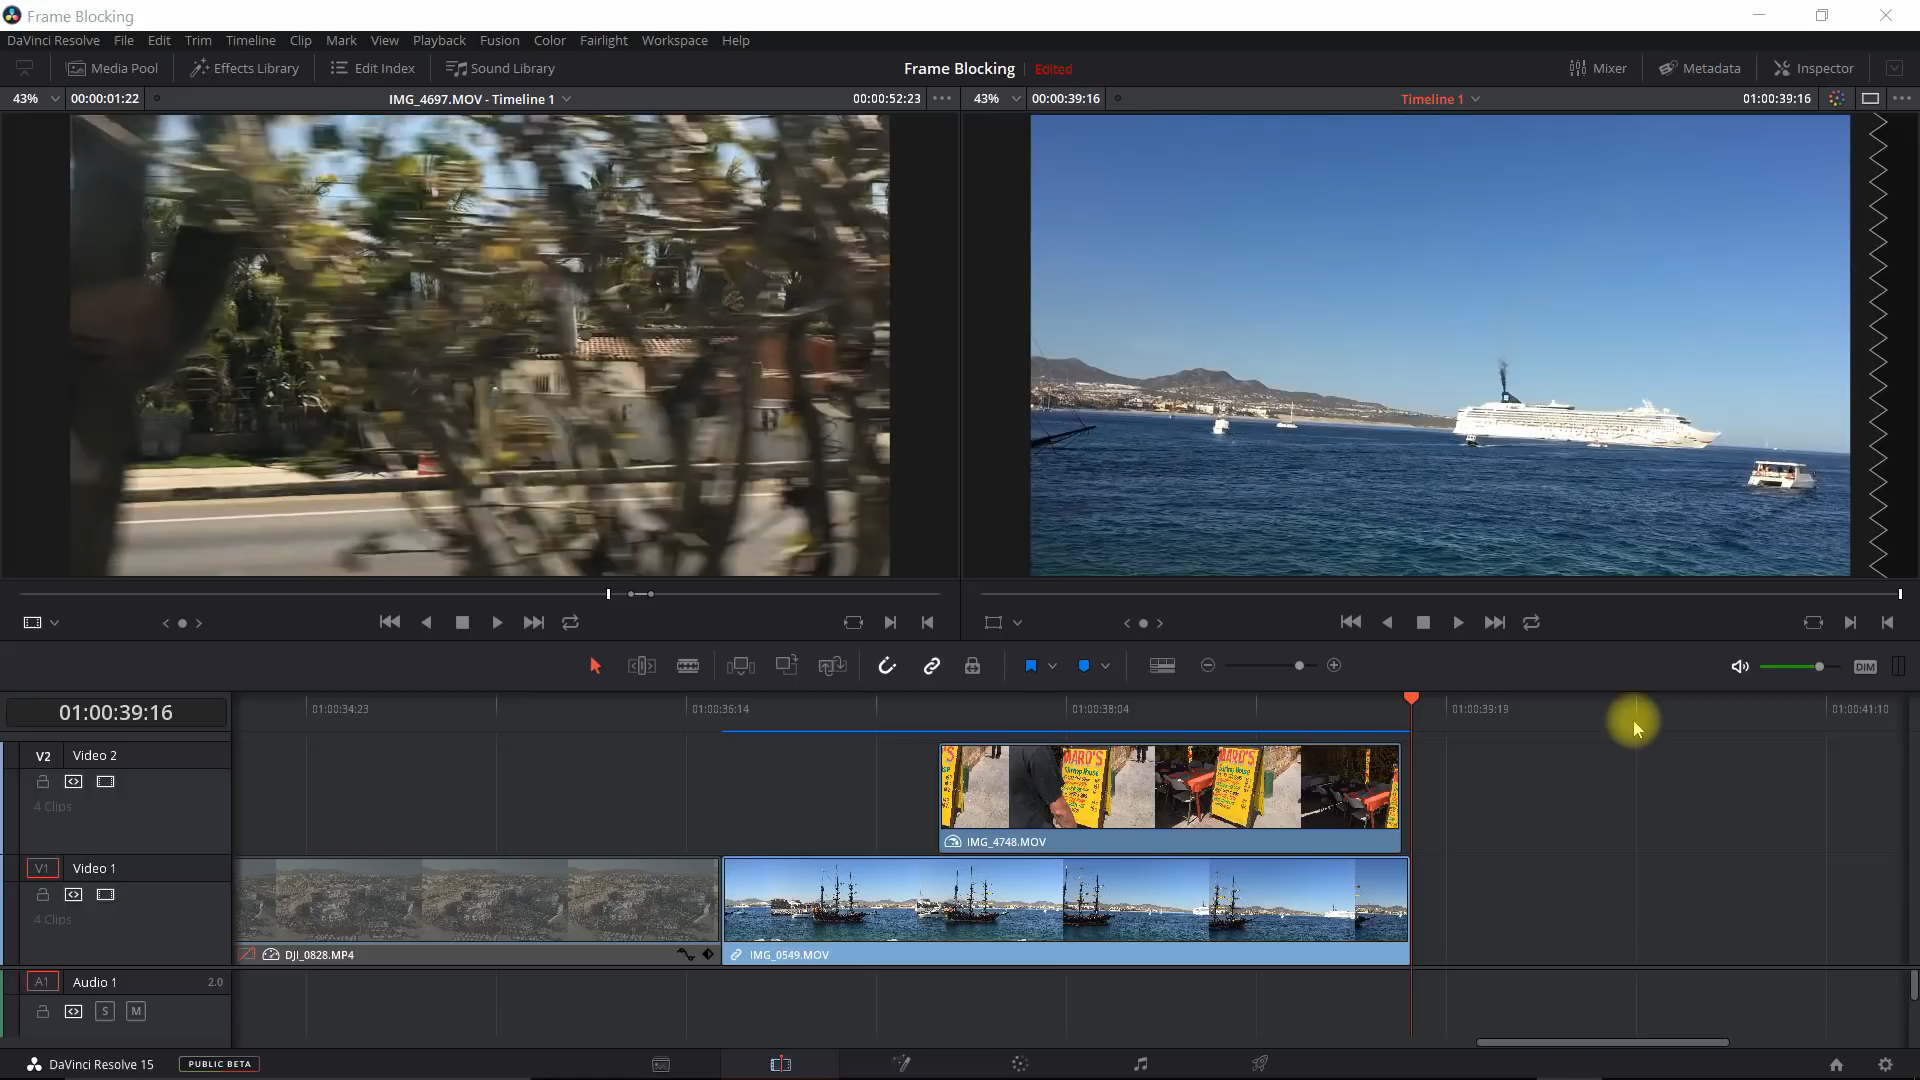 Frame Blocking
DaVinci Resolve File Edit Trim Timeline Clip Mark View Playback Fusion Color Fairlight Workspace Help
Media Pool Effects Library Edit Index Sound Library Frame Blocking Edited Mixer Metadata Inspector
43% 00:00:01:22 IMG_4697.MOV - Timeline 1 00:00:52:23 43% 00:00:39:16 Timeline 1 01:00:39:16
DIM
01:00:39:16 01:00:34:23 01:00:36:14 01:00:38:04 01:00:39:19 01:00:41:10
V2 Video 2
4 Clips
MARO'S
Shrimp House
MARO'S
IMG_4748.MOV
V1 Video 1
4 Clips
DJI_0828.MP4 IMG_0549.MOV
A1 Audio 1 2.0
S M
DaVinci Resolve 15 PUBLIC BETA